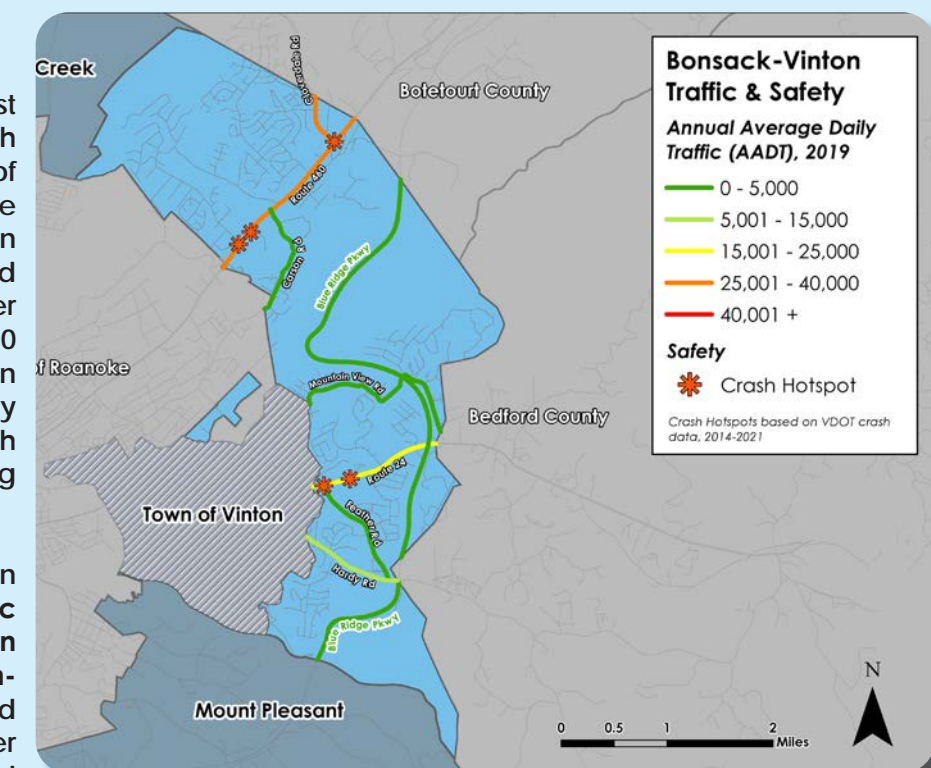 st
h
of
e
n
d
er
0
n
y
h
g
n
c
n
n-
d
er
Creek
Cloverdale Rd
Botetourt County
Route 460
Carson Rd
Blue Ridge Pkwy
of Roanoke
Mountain View Rd
Bedford County
Route 24
Town of Vinton
Feather Rd
Hardy Rd
Blue Ridge Pkwy
Mount Pleasant
Bonsack-Vinton
Traffic & Safety
Annual Average Daily
Traffic (AADT), 2019
0 - 5,000
5,001 - 15,000
15,001 - 25,000
25,001 - 40,000
40,001 +
Safety
Crash Hotspot
Crash Hotspots based on VDOT crash
data, 2014-2021
N
0 0.5 1 2
Miles